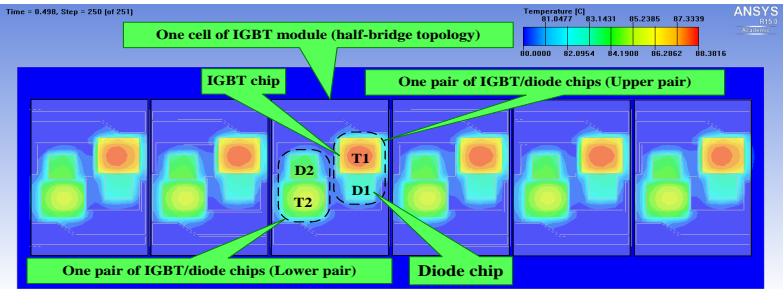 Time = 0.498, Step = 250 (of 251)
Temperature [C]
81.0477 83.1431 85.2385 87.3339
80.0000 82.0954 84.1908 86.2862 88.3816
ANSYS
R15.0
Academic
One cell of IGBT module (half-bridge topology)
IGBT chip
One pair of IGBT/diode chips (Upper pair)
T1
D2
D1
T2
One pair of IGBT/diode chips (Lower pair)
Diode chip